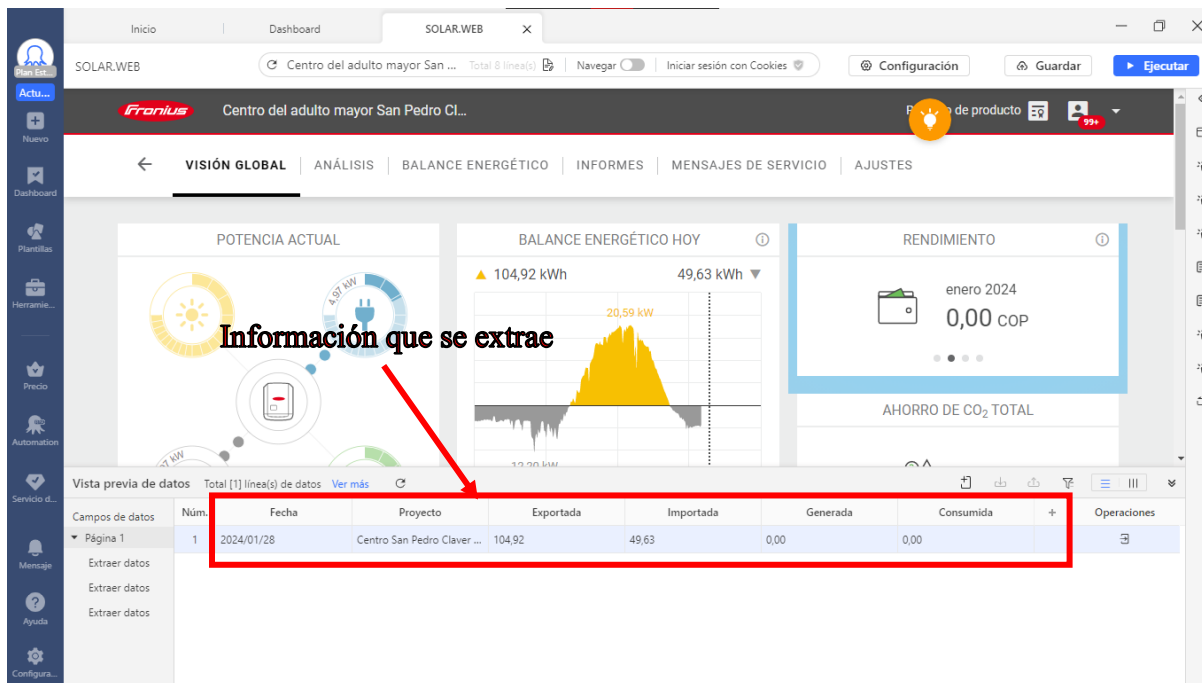 Inicio Dashboard SOLAR.WEB
SOLAR.WEB Centro del adulto mayor San ... Total 8 línea(s) Navegar Iniciar sesión con Cookies Configuración Guardar Ejecutar
Plan Est...
Actu...
Nuevo
Dashboard
Plantillas
Herramie...
Precio
Automation
Servicio d...
Mensaje
Ayuda
Configura...
Fronius Centro del adulto mayor San Pedro Cl... de producto 99+
VISIÓN GLOBAL ANÁLISIS BALANCE ENERGÉTICO INFORMES MENSAJES DE SERVICIO AJUSTES
POTENCIA ACTUAL
4,97 kW
kW
BALANCE ENERGÉTICO HOY
104,92 kWh 49,63 kWh
20,59 kW
12,20 kW
RENDIMIENTO
enero 2024
0,00 COP
AHORRO DE CO₂ TOTAL
Información que se extrae
Vista previa de datos Total [1] línea(s) de datos Ver más
Campos de datos Núm. Fecha Proyecto Exportada Importada Generada Consumida + Operaciones
Página 1 1 2024/01/28 Centro San Pedro Claver ... 104,92 49,63 0,00 0,00
Extraer datos
Extraer datos
Extraer datos